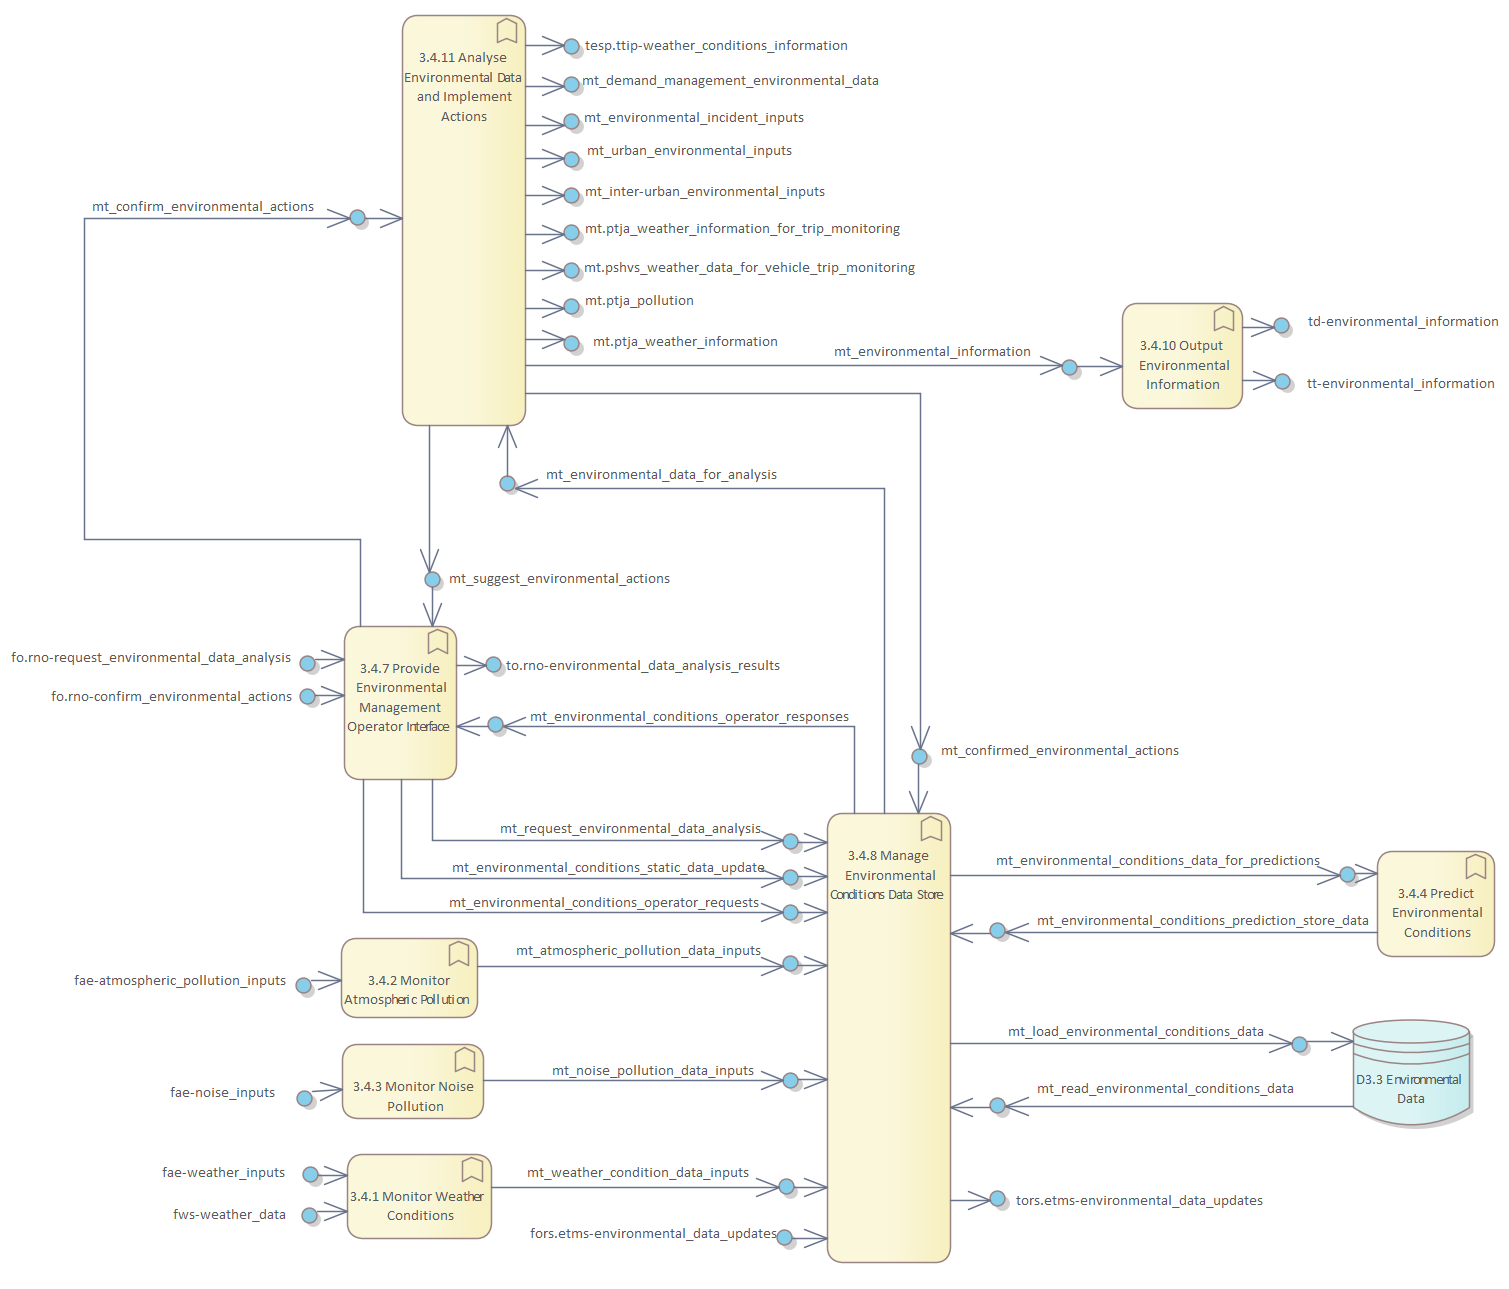 3.4.11 Analyse
Environmental Data
and Implement
Actions
tesp.ttip-weather_conditions_information
mt_demand_management_environmental_data
mt_environmental_incident_inputs
mt_urban_environmental_inputs
mt_inter-urban_environmental_inputs
mt_confirm_environmental_actions
mt.ptja_weather_information_for_trip_monitoring
mt.pshvs_weather_data_for_vehicle_trip_monitoring
mt.ptja_pollution
mt.ptja_weather_information
mt_environmental_information
3.4.10 Output
Environmental
Information
td-environmental_information
tt-environmental_information
mt_environmental_data_for_analysis
mt_suggest_environmental_actions
fo.rno-request_environmental_data_analysis
fo.rno-confirm_environmental_actions
3.4.7 Provide
Environmental
Management
Operator Interface
to.rno-environmental_data_analysis_results
mt_environmental_conditions_operator_responses
mt_confirmed_environmental_actions
mt_request_environmental_data_analysis
mt_environmental_conditions_static_data_update
mt_environmental_conditions_operator_requests
3.4.8 Manage
Environmental
Conditions Data Store
mt_environmental_conditions_data_for_predictions
mt_environmental_conditions_prediction_store_data
3.4.4 Predict
Environmental
Conditions
mt_atmospheric_pollution_data_inputs
fae-atmospheric_pollution_inputs
3.4.2 Monitor
Atmospheric Pollution
mt_load_environmental_conditions_data
mt_read_environmental_conditions_data
D3.3 Environmental
Data
mt_noise_pollution_data_inputs
fae-noise_inputs
3.4.3 Monitor Noise
Pollution
fae-weather_inputs
fws-weather_data
3.4.1 Monitor Weather
Conditions
mt_weather_condition_data_inputs
fors.etms-environmental_data_updates
tors.etms-environmental_data_updates